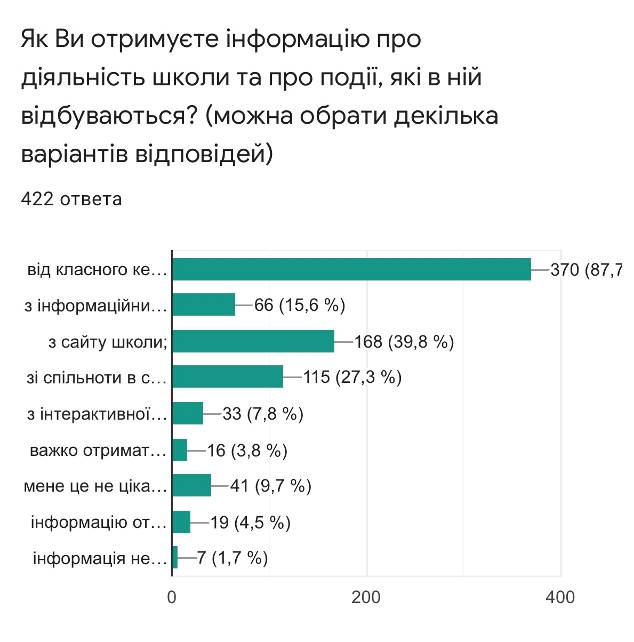 Як Ви отримуєте інформацію про
діяльність школи та про події, які в ній
відбуваються? (можна обрати декілька
варіантів відповідей)
422 ответа
від класного ке... 370 (87,7
з інформаційни... 66 (15,6 %)
з сайту школи; 168 (39,8 %)
зі спільноти в с... 115 (27,3 %)
з інтерактивної... 33 (7,8 %)
важко отримат... 16 (3,8 %)
мене це не ціка... 41 (9,7 %)
інформацію от... 19 (4,5 %)
інформація не... 7 (1,7 %)
0 200 400